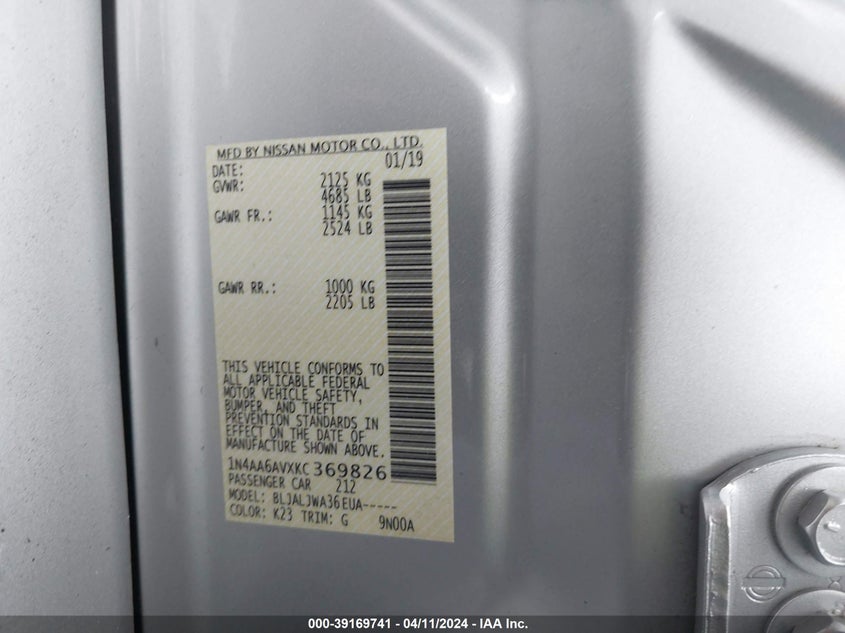 MFD BY NISSAN MOTOR CO., LTD.
DATE: 01/19
GVWR: 2125 KG
4685 LB
GAWR FR.: 1145 KG
2524 LB
GAWR RR.: 1000 KG
2205 LB
THIS VEHICLE CONFORMS TO
ALL APPLICABLE FEDERAL
MOTOR VEHICLE SAFETY,
BUMPER, AND THEFT
PREVENTION STANDARDS IN
EFFECT ON THE DATE OF
MANUFACTURE SHOWN ABOVE.
1N4AA6AVXKC369826
PASSENGER CAR 212
MODEL: BLJALJWA36EUA-----
COLOR: K23 TRIM: G 9N00A
000-39169741 - 04/11/2024 - IAA Inc.